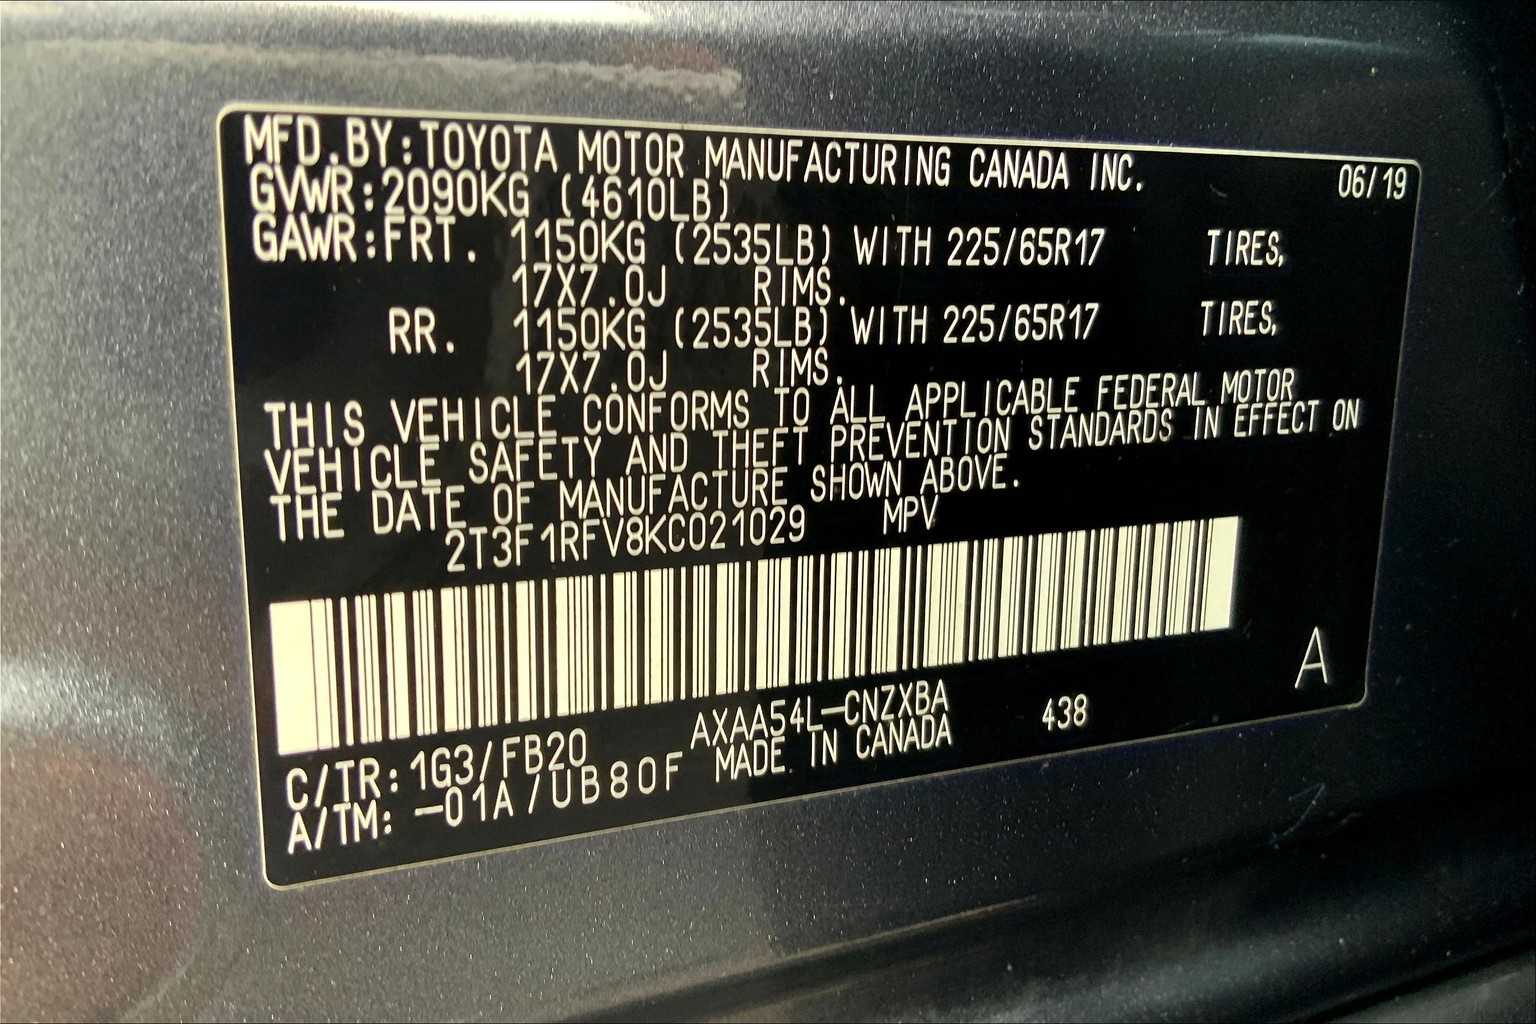 MFD.BY:TOYOTA MOTOR MANUFACTURING CANADA INC. 06/19
GVWR:2090KG (4610LB)
GAWR:FRT. 1150KG (2535LB) WITH 225/65R17 TIRES,
17X7.0J RIMS.
RR. 1150KG (2535LB) WITH 225/65R17 TIRES,
17X7.0J RIMS.
THIS VEHICLE CONFORMS TO ALL APPLICABLE FEDERAL MOTOR
VEHICLE SAFETY AND THEFT PREVENTION STANDARDS IN EFFECT ON
THE DATE OF MANUFACTURE SHOWN ABOVE.
2T3F1RFV8KC021029 MPV
A
C/TR:1G3/FB20 AXAA54L-CNZXBA 438
A/TM: -01A/UB80F MADE IN CANADA